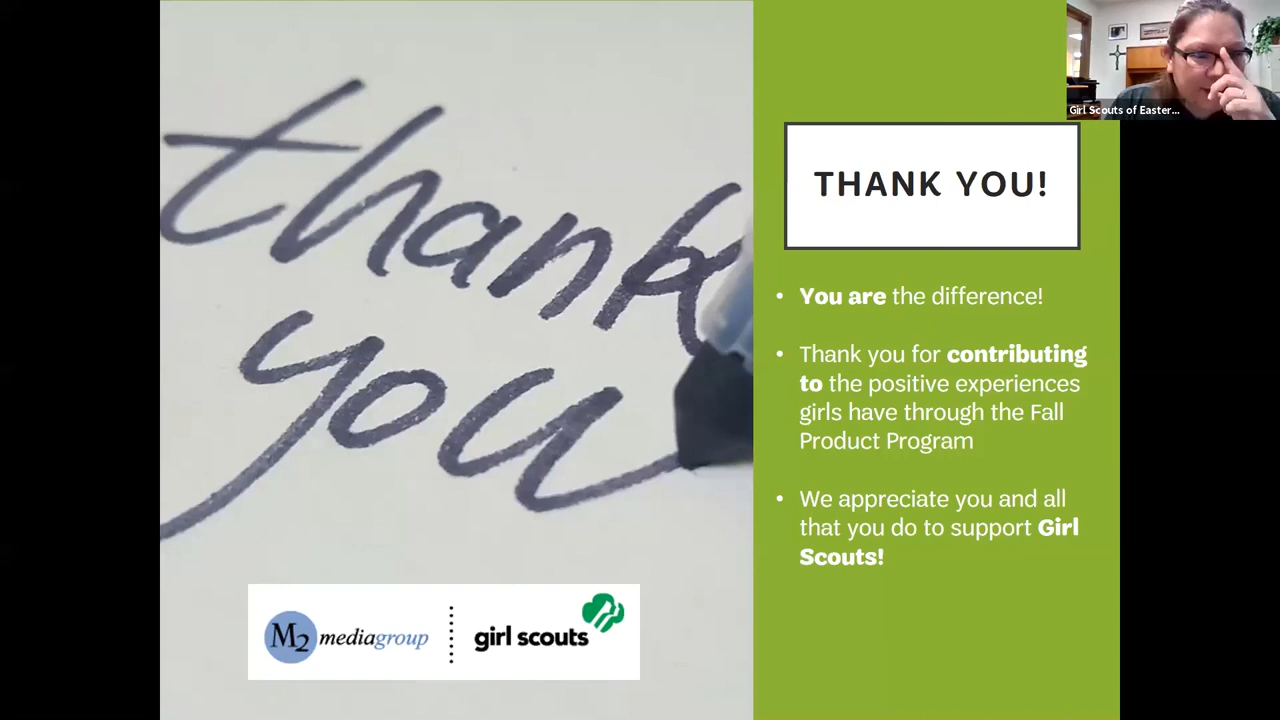 thank
you
M2 mediagroup
girl scouts
THANK YOU!
• You are the difference!
• Thank you for contributing
to the positive experiences
girls have through the Fall
Product Program
• We appreciate you and all
that you do to support Girl
Scouts!
Girl Scouts of Easter...